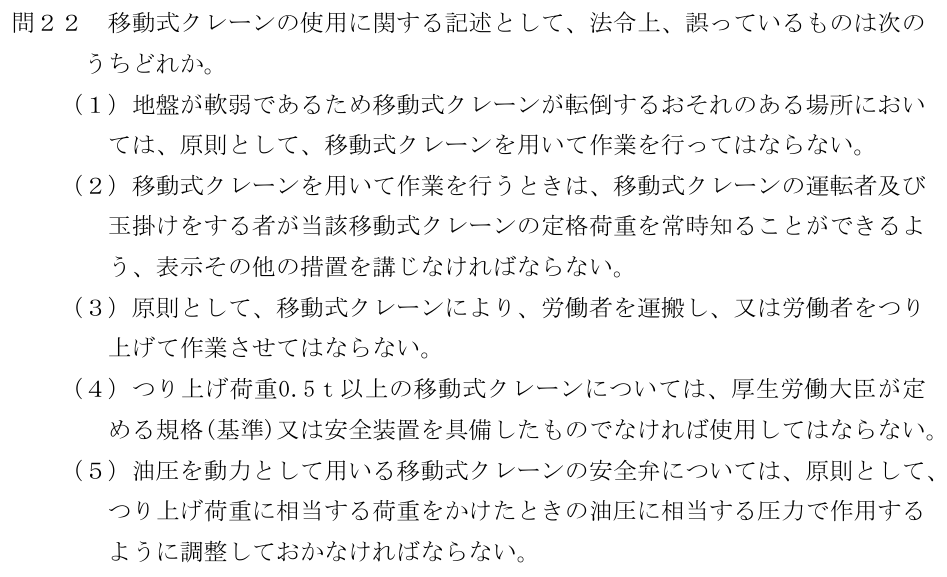 問２２　移動式クレーンの使用に関する記述として、法令上、誤っているものは次の
うちどれか。
（１）地盤が軟弱であるため移動式クレーンが転倒するおそれのある場所におい
ては、原則として、移動式クレーンを用いて作業を行ってはならない。
（２）移動式クレーンを用いて作業を行うときは、移動式クレーンの運転者及び
玉掛けをする者が当該移動式クレーンの定格荷重を常時知ることができるよ
う、表示その他の措置を講じなければならない。
（３）原則として、移動式クレーンにより、労働者を運搬し、又は労働者をつり
上げて作業させてはならない。
（４）つり上げ荷重0.5ｔ以上の移動式クレーンについては、厚生労働大臣が定
める規格(基準)又は安全装置を具備したものでなければ使用してはならない。
（５）油圧を動力として用いる移動式クレーンの安全弁については、原則として、
つり上げ荷重に相当する荷重をかけたときの油圧に相当する圧力で作用する
ように調整しておかなければならない。